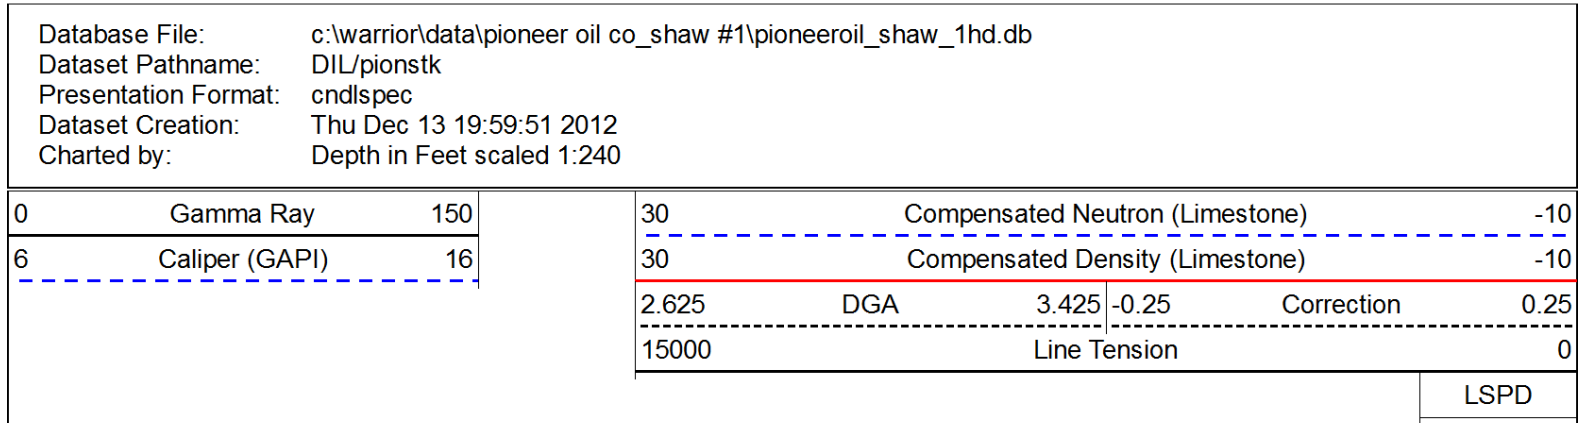 Database File: c:\warrior\data\pioneer oil co_shaw #1\pioneeroil_shaw_1hd.db
Dataset Pathname: DIL/pionstk
Presentation Format: cndlspec
Dataset Creation: Thu Dec 13 19:59:51 2012
Charted by: Depth in Feet scaled 1:240
0 Gamma Ray 150 30 Compensated Neutron (Limestone) -10
6 Caliper (GAPI) 16 30 Compensated Density (Limestone) -10
2.625 DGA 3.425 -0.25 Correction 0.25
15000 Line Tension 0
LSPD